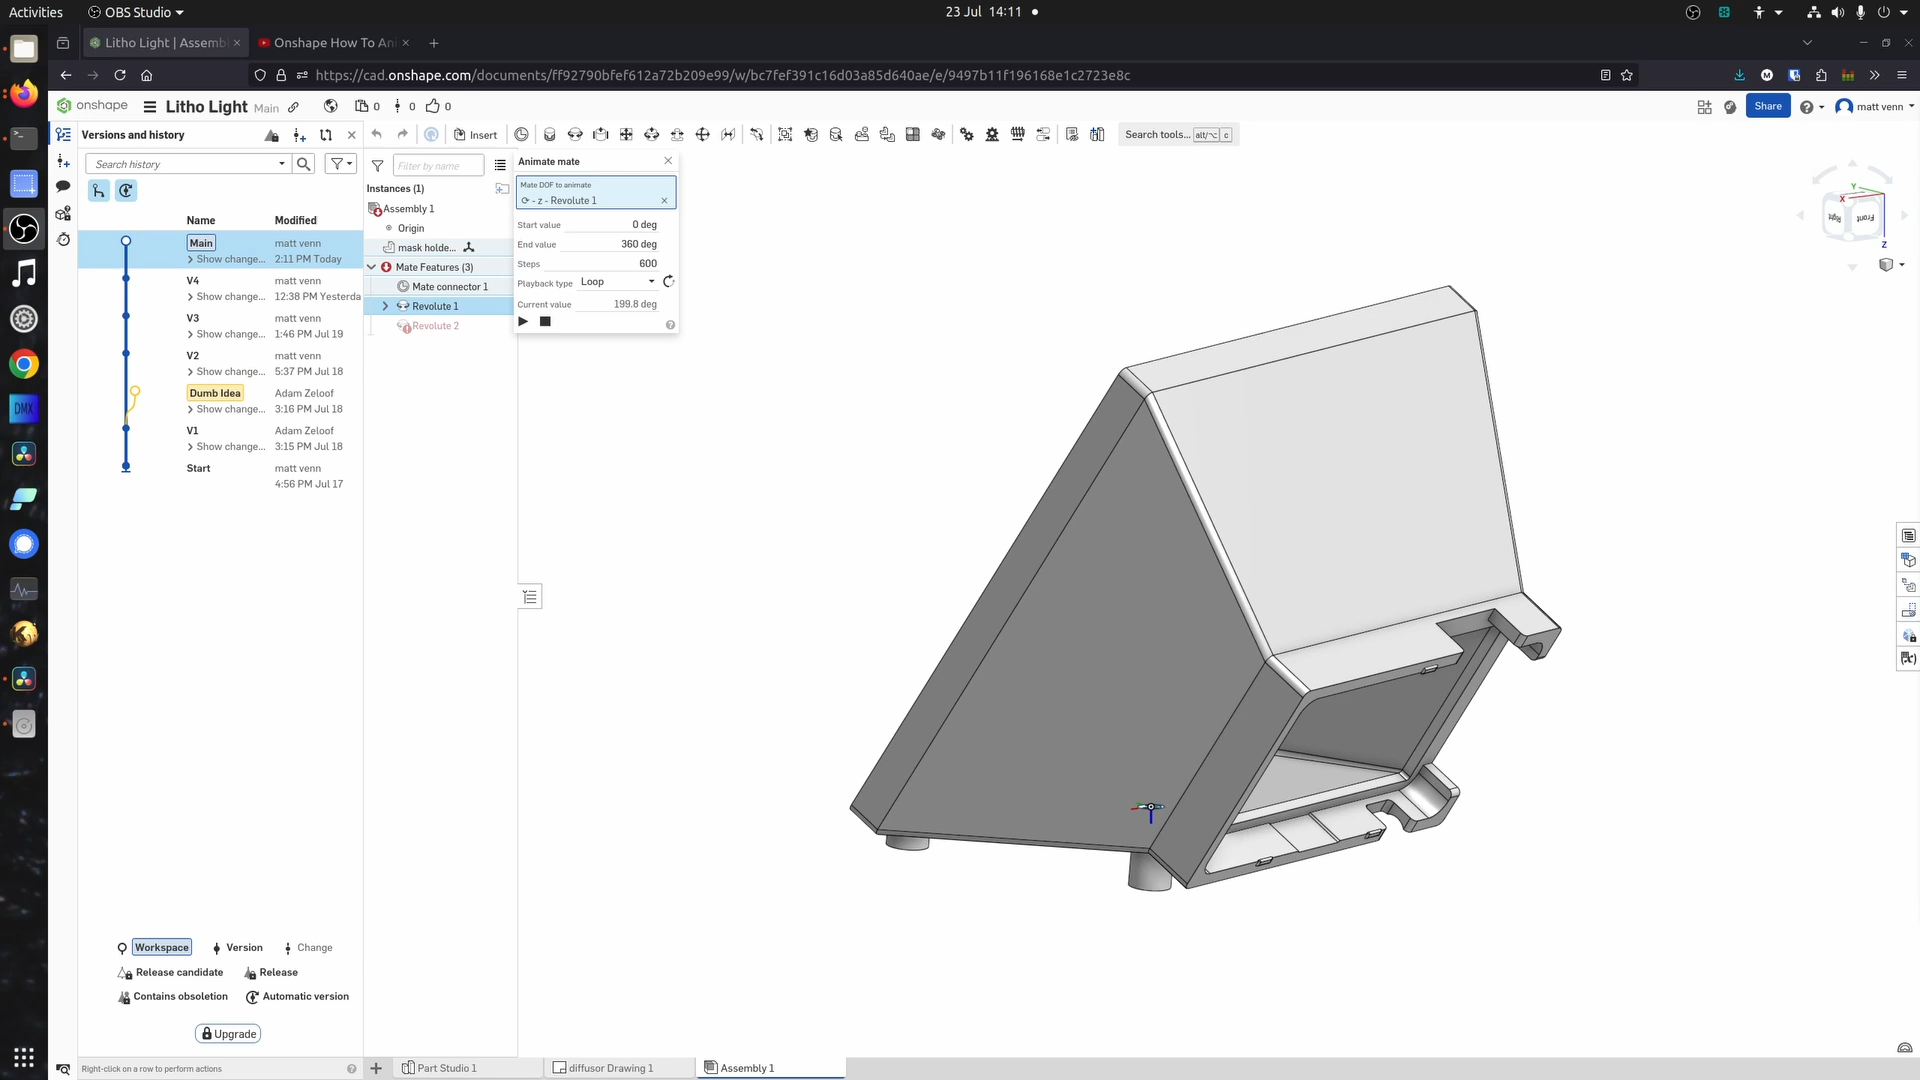 Activities
OBS Studio
23 Jul 14:11
Litho Light | Assemb
Onshape How To An
https://cad.onshape.com/documents/ff92790bfef612a72b209e99/w/bc7fef391c16d03a85d640ae/e/9497b11f196168e1c2723e8c
onshape
Litho Light Main
0
0
0
Share
matt venn
Versions and history
Insert
Search tools... alt/⌥ c
Search history
Filter by name
Name
Modified
Main
matt venn
Show change...
2:11 PM Today
V4
matt venn
Show change...
12:38 PM Yesterda
V3
matt venn
Show change...
1:46 PM Jul 19
V2
matt venn
Show change...
5:37 PM Jul 18
Dumb Idea
Adam Zeloof
Show change...
3:16 PM Jul 18
V1
Adam Zeloof
Show change...
3:15 PM Jul 18
Start
matt venn
4:56 PM Jul 17
Workspace
Version
Change
Release candidate
Release
Contains obsoletion
Automatic version
Upgrade
Right-click on a row to perform actions
Instances (1)
Assembly 1
Origin
mask holde...
Mate Features (3)
Mate connector 1
Revolute 1
Revolute 2
Animate mate
Mate DOF to animate
- z - Revolute 1
Start value 0 deg
End value 360 deg
Steps 600
Playback type Loop
Current value 199.8 deg
Y
X
Right
Front
Z
DMX
Part Studio 1
diffusor Drawing 1
Assembly 1